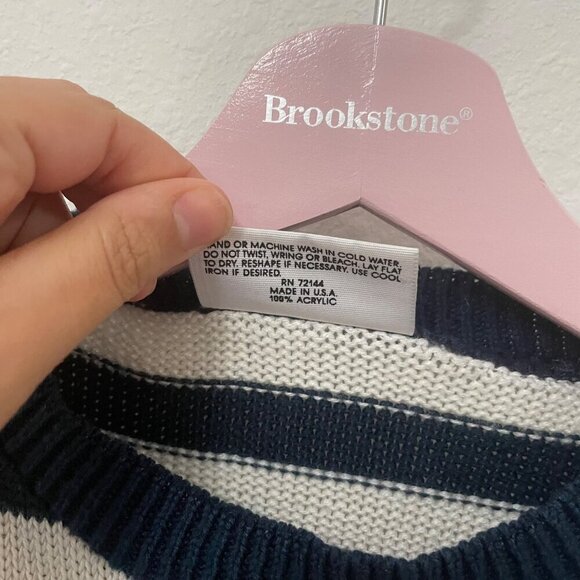 Brookstone®
HAND OR MACHINE WASH IN COLD WATER,
DO NOT TWIST, WRING OR BLEACH. LAY FLAT
TO DRY. RESHAPE IF NECESSARY. USE COOL
IRON IF DESIRED.
RN 72144
MADE IN U.S.A.
100% ACRYLIC